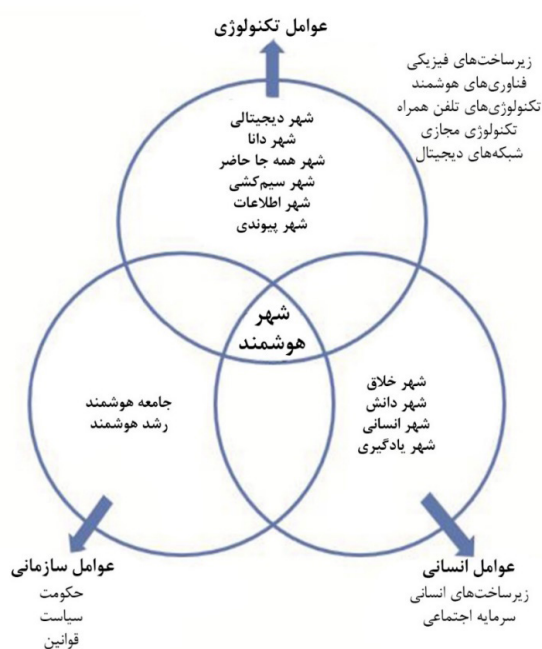 عوامل تکنولوژی
زیرساخت‌های فیزیکی
فناوری‌های هوشمند
تکنولوژی‌های تلفن همراه
تکنولوژی مجازی
شبکه‌های دیجیتال
شهر دیجیتالی
شهر دانا
شهر همه جا حاضر
شهر سیم‌کشی
شهر اطلاعات
شهر پیوندی
شهر
هوشمند
شهر خلاق
شهر دانش
شهر انسانی
شهر یادگیری
جامعه هوشمند
رشد هوشمند
عوامل انسانی
زیرساخت‌های انسانی
سرمایه اجتماعی
عوامل سازمانی
حکومت
سیاست
قوانین